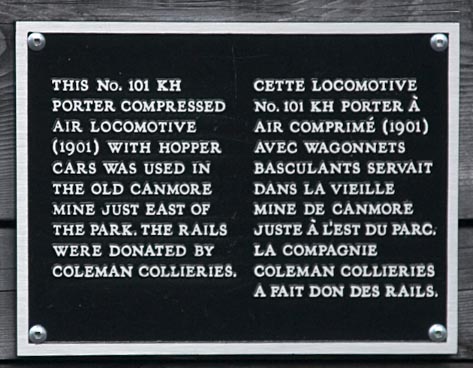 THIS No. 101 KH
PORTER COMPRESSED
AIR LOCOMOTIVE
(1901) WITH HOPPER
CARS WAS USED IN
THE OLD CANMORE
MINE JUST EAST OF
THE PARK. THE RAILS
WERE DONATED BY
COLEMAN COLLIERIES.
CETTE LOCOMOTIVE
No. 101 KH PORTER À
AIR COMPRIMÉ (1901)
AVEC WAGONNETS
BASCULANTS SERVAIT
DANS LA VIEILLE
MINE DE CANMORE
JUSTE À L'EST DU PARC.
LA COMPAGNIE
COLEMAN COLLIERIES
A FAIT DON DES RAILS.